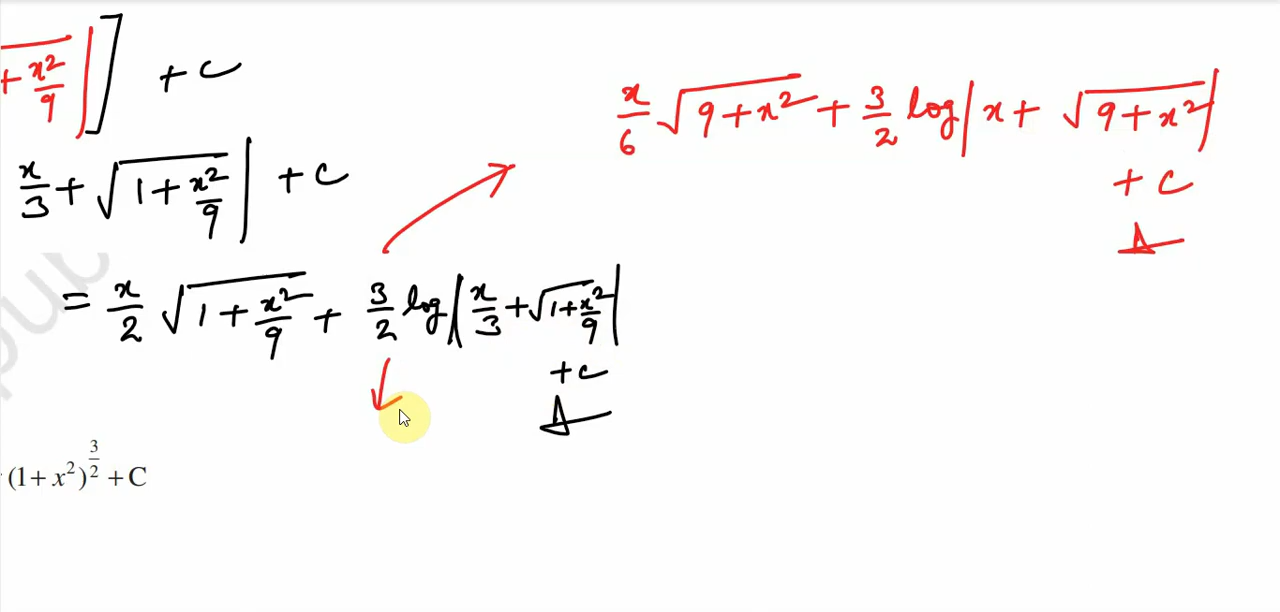 + x²/9|] + c
x/3 + √(1 + x²/9)| + c
= x/2 √(1 + x²/9) + 3/2 log|x/3 + √(1 + x²/9)|
+ c
A
x/6 √(9 + x²) + 3/2 log|x + √(9 + x²)|
+ c
A
(1 + x²)^(3/2) + C